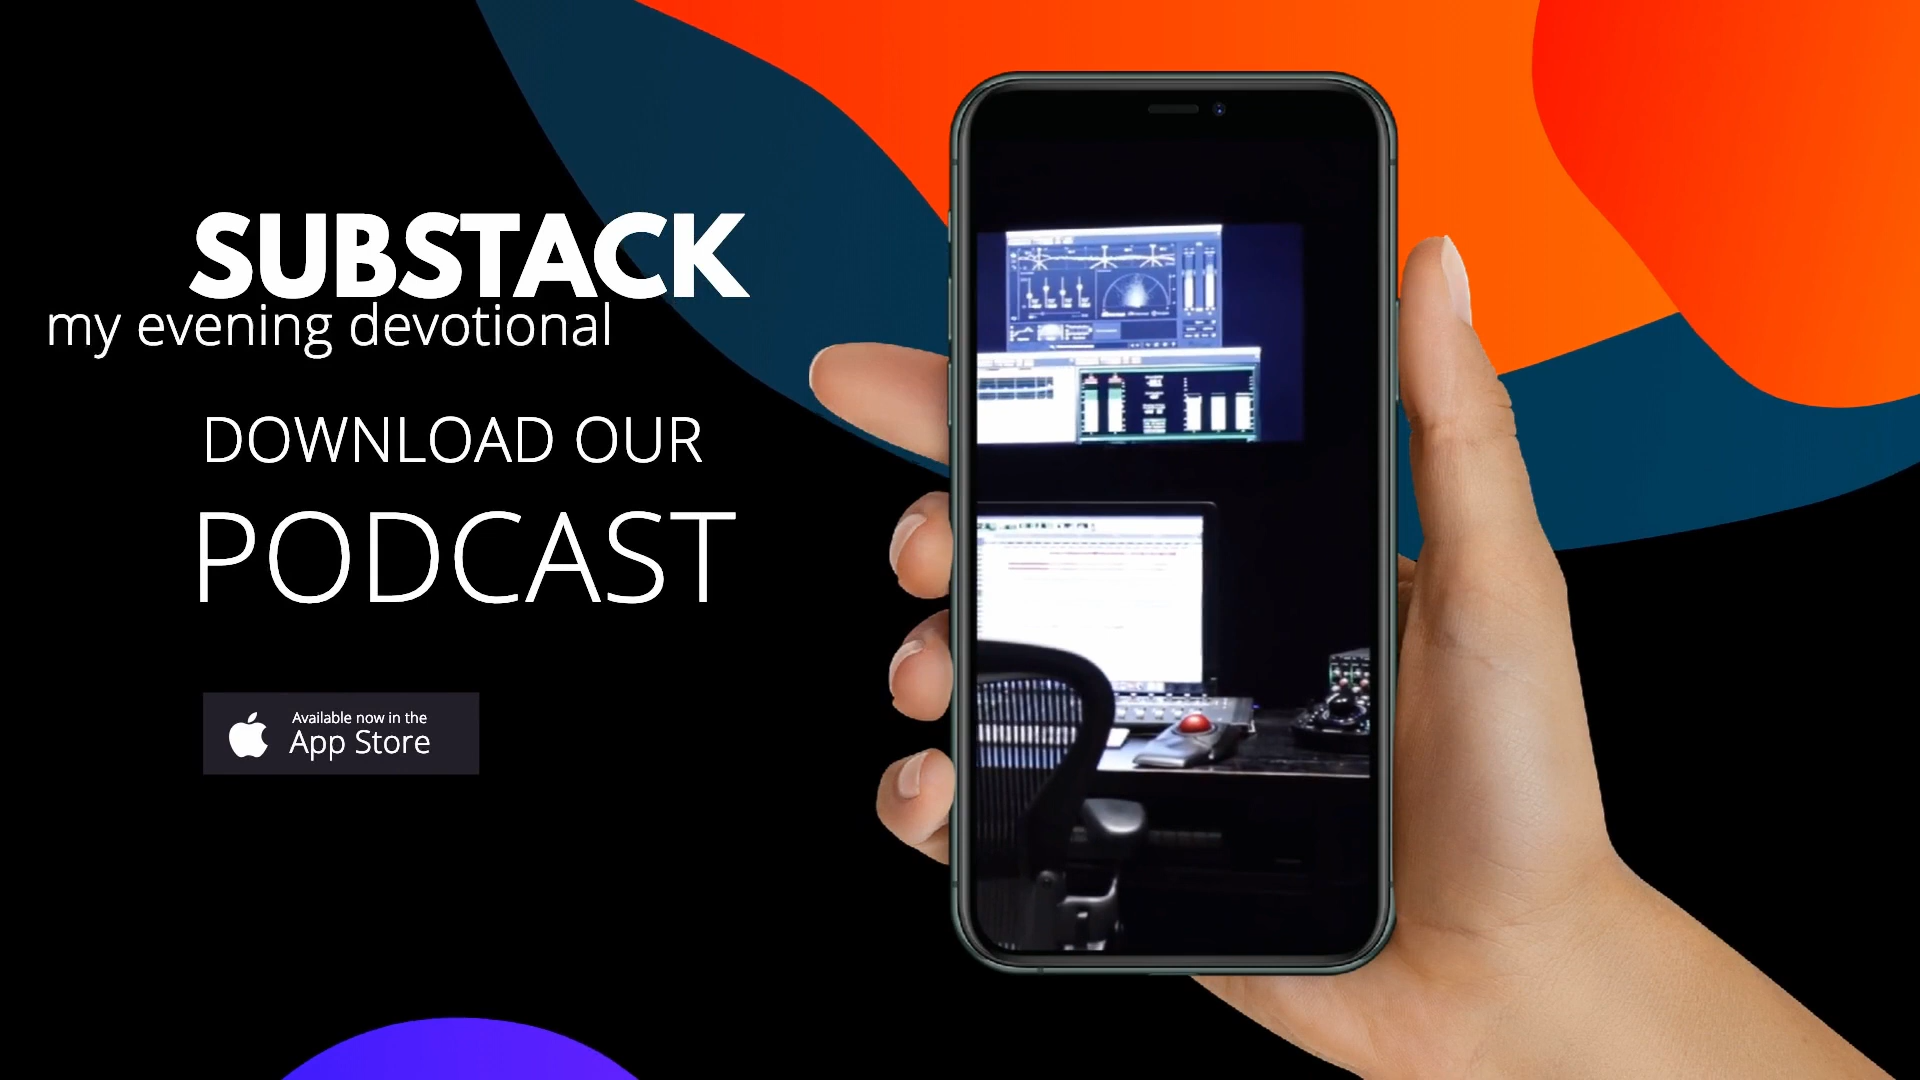 SUBSTACK
my evening devotional
DOWNLOAD OUR
PODCAST
Available now in the
App Store